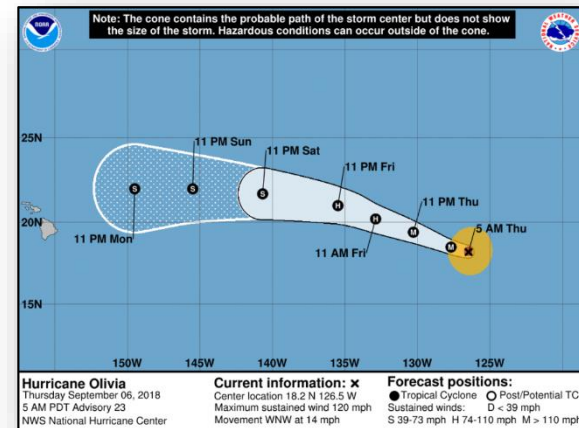 Note: The cone contains the probable path of the storm center but does not show
the size of the storm. Hazardous conditions can occur outside of the cone.
NOAA
25N
11 PM Sun
11 PM Sat
11 PM Fri
11 PM Thu
5 AM Thu
S
S
S
H
H
M
M
20N
11 PM Mon
11 AM Fri
15N
150W
145W
140W
135W
130W
125W
Hurricane Olivia
Thursday September 06, 2018
5 AM PDT Advisory 23
NWS National Hurricane Center
Current information: ×
Center location 18.2 N 126.5 W
Maximum sustained wind 120 mph
Movement WNW at 14 mph
Forecast positions:
● Tropical Cyclone ○ Post/Potential TC
Sustained winds: D < 39 mph
S 39-73 mph H 74-110 mph M > 110 mph